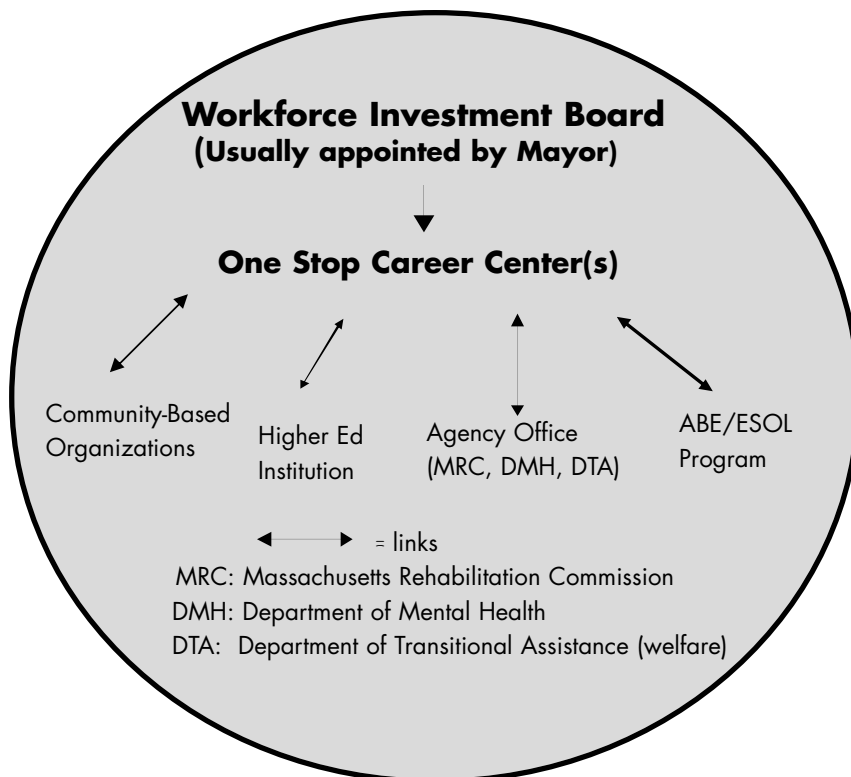 Workforce Investment Board
(Usually appointed by Mayor)
One Stop Career Center(s)
Community-Based
Organizations
Higher Ed
Institution
Agency Office
(MRC, DMH, DTA)
ABE/ESOL
Program
= links
MRC: Massachusetts Rehabilitation Commission
DMH: Department of Mental Health
DTA: Department of Transitional Assistance (welfare)